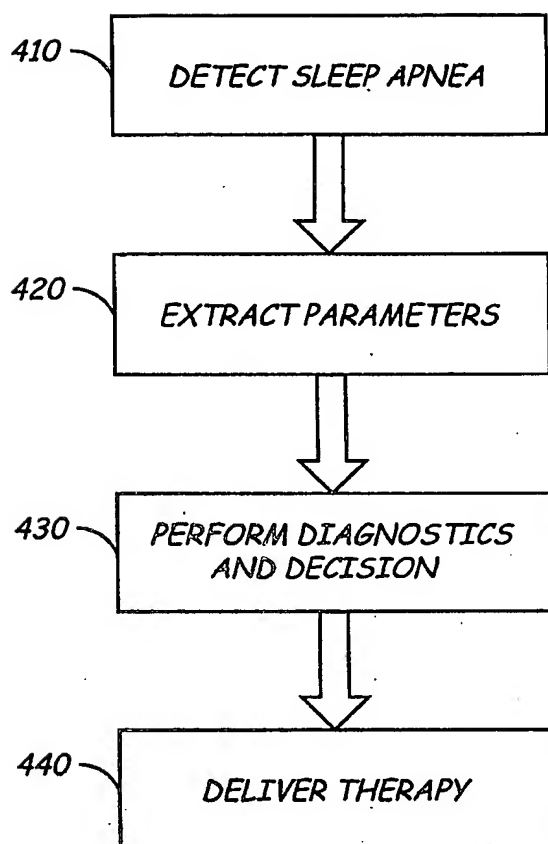 410
DETECT SLEEP APNEA
420
EXTRACT PARAMETERS
430
PERFORM DIAGNOSTICS
AND DECISION
440
DELIVER THERAPY